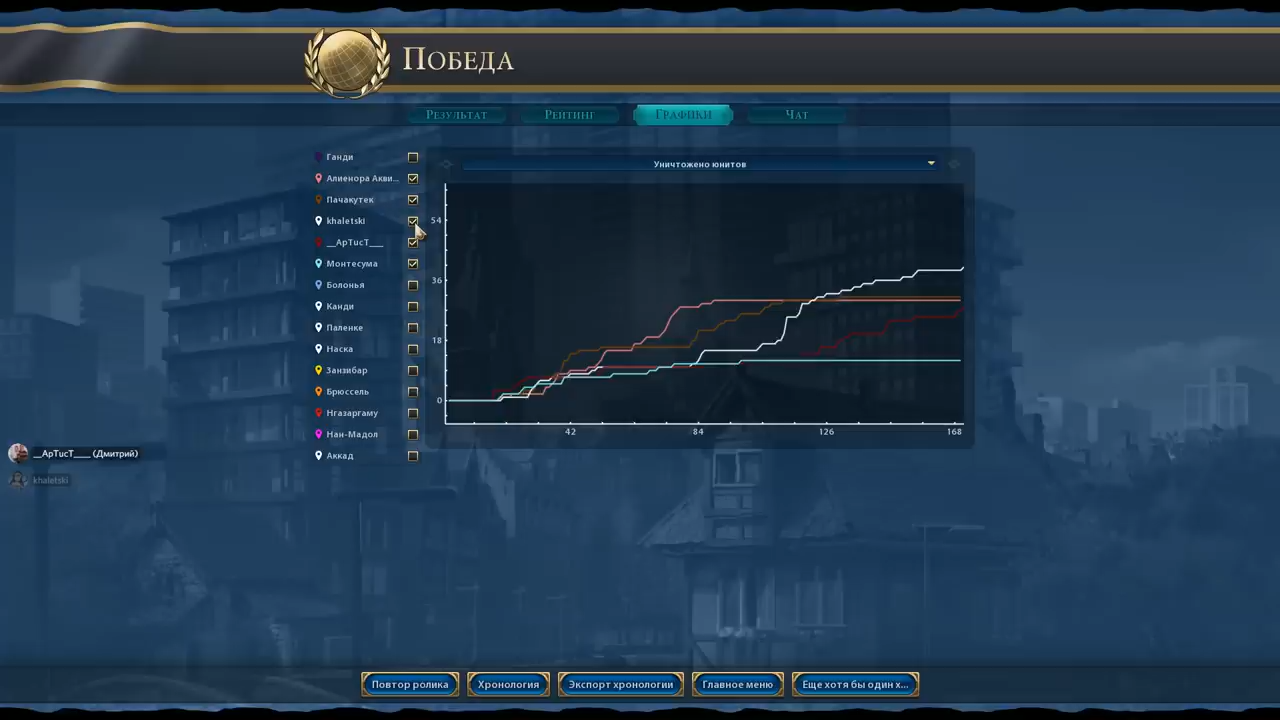 Победа
Результат
Рейтинг
Графики
Чат
Ганди
Алиенора Акви...
Пачакутек
khaletski
__ApTucT___
Монтесума
Болонья
Канди
Паленке
Наска
Занзибар
Брюссель
Нгазаргаму
Нан-Мадол
Аккад
Уничтожено юнитов
54
36
18
0
42 84 126 168
__ApTucT___ (Дмитрий)
khaletski
Повтор ролика
Хронология
Экспорт хронологии
Главное меню
Еще хотя бы один х...